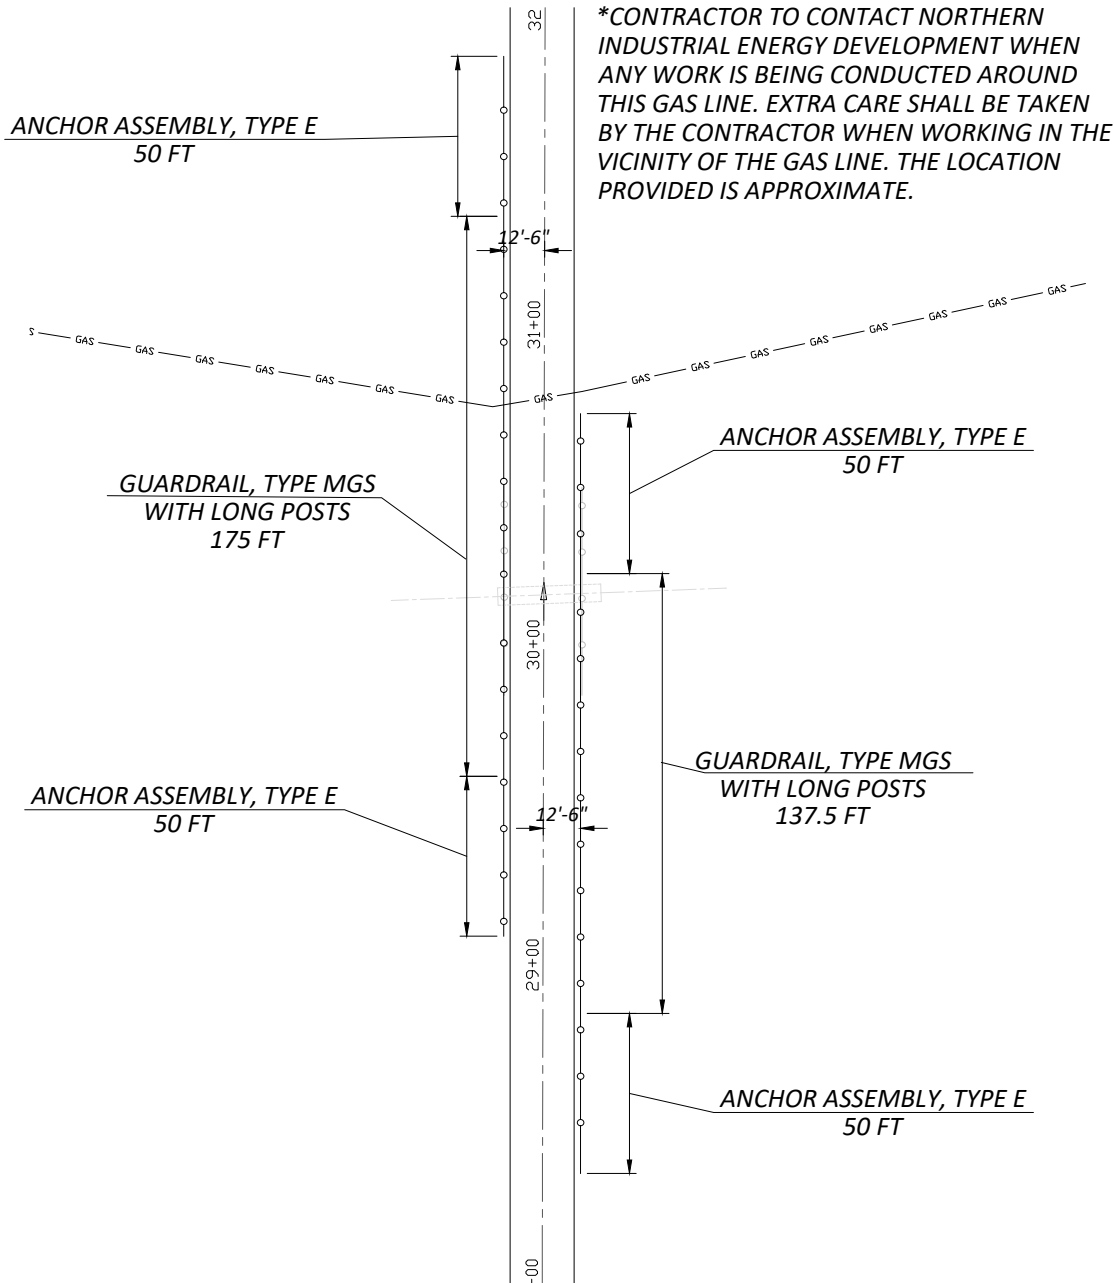 32
*CONTRACTOR TO CONTACT NORTHERN
INDUSTRIAL ENERGY DEVELOPMENT WHEN
ANY WORK IS BEING CONDUCTED AROUND
THIS GAS LINE. EXTRA CARE SHALL BE TAKEN
BY THE CONTRACTOR WHEN WORKING IN THE
VICINITY OF THE GAS LINE. THE LOCATION
PROVIDED IS APPROXIMATE.
ANCHOR ASSEMBLY, TYPE E
50 FT
12'-6"
31+00
S GAS GAS GAS GAS GAS GAS GAS GAS GAS GAS GAS GAS GAS GAS GAS GAS
ANCHOR ASSEMBLY, TYPE E
50 FT
GUARDRAIL, TYPE MGS
WITH LONG POSTS
175 FT
30+00
GUARDRAIL, TYPE MGS
WITH LONG POSTS
137.5 FT
ANCHOR ASSEMBLY, TYPE E
50 FT
12'-6"
29+00
ANCHOR ASSEMBLY, TYPE E
50 FT
-00